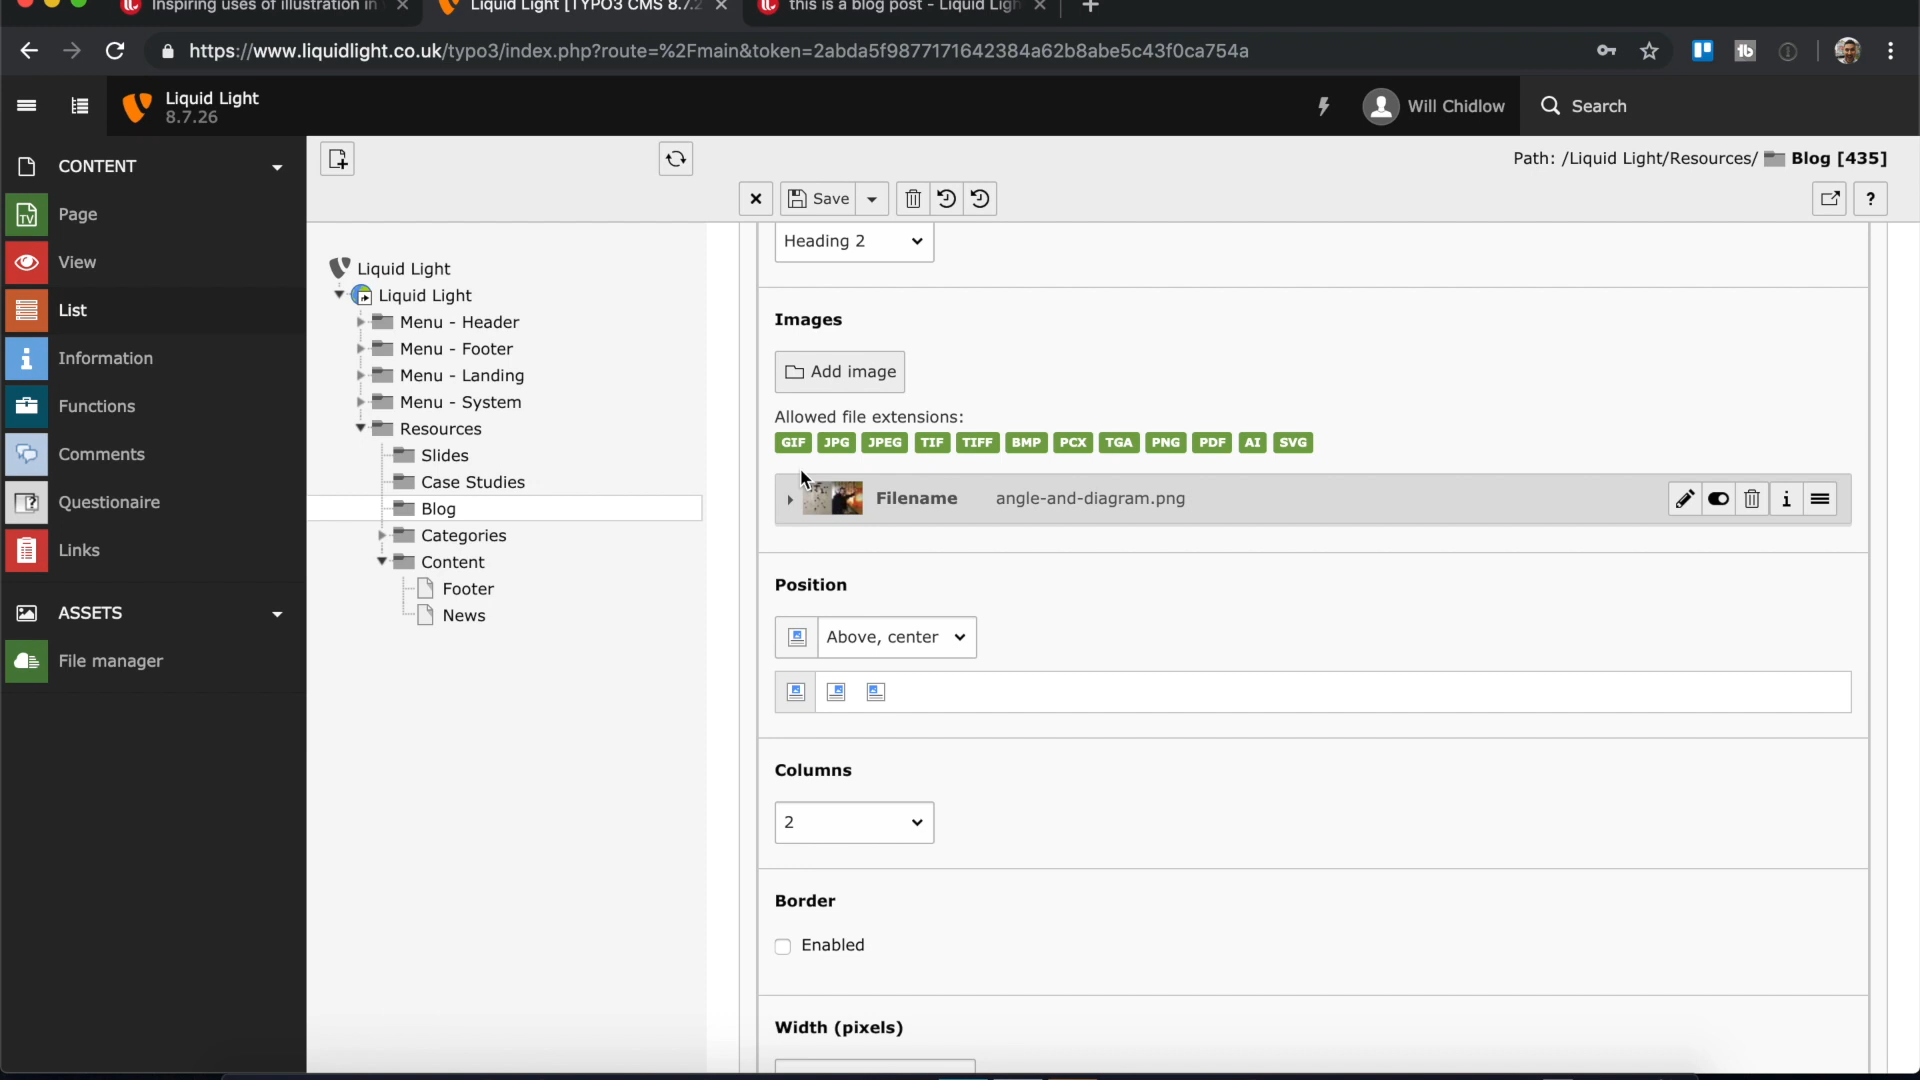 Inspiring uses of illustration in
Liquid Light [TYPO3 CMS 8.7.2
this is a blog post - Liquid Ligh
https://www.liquidlight.co.uk/typo3/index.php?route=%2Fmain&token=2abda5f9877171642384a62b8abe5c43f0ca754a
Liquid Light
8.7.26
Will Chidlow
Search
CONTENT
Page
View
List
Information
Functions
Comments
Questionaire
Links
ASSETS
File manager
Path: /Liquid Light/Resources/ Blog [435]
Save
?
Liquid Light
Liquid Light
Menu - Header
Menu - Footer
Menu - Landing
Menu - System
Resources
Slides
Case Studies
Blog
Categories
Content
Footer
News
Heading 2
Images
Add image
Allowed file extensions:
GIF JPG JPEG TIF TIFF BMP PCX TGA PNG PDF AI SVG
Filename angle-and-diagram.png
Position
Above, center
Columns
2
Border
Enabled
Width (pixels)